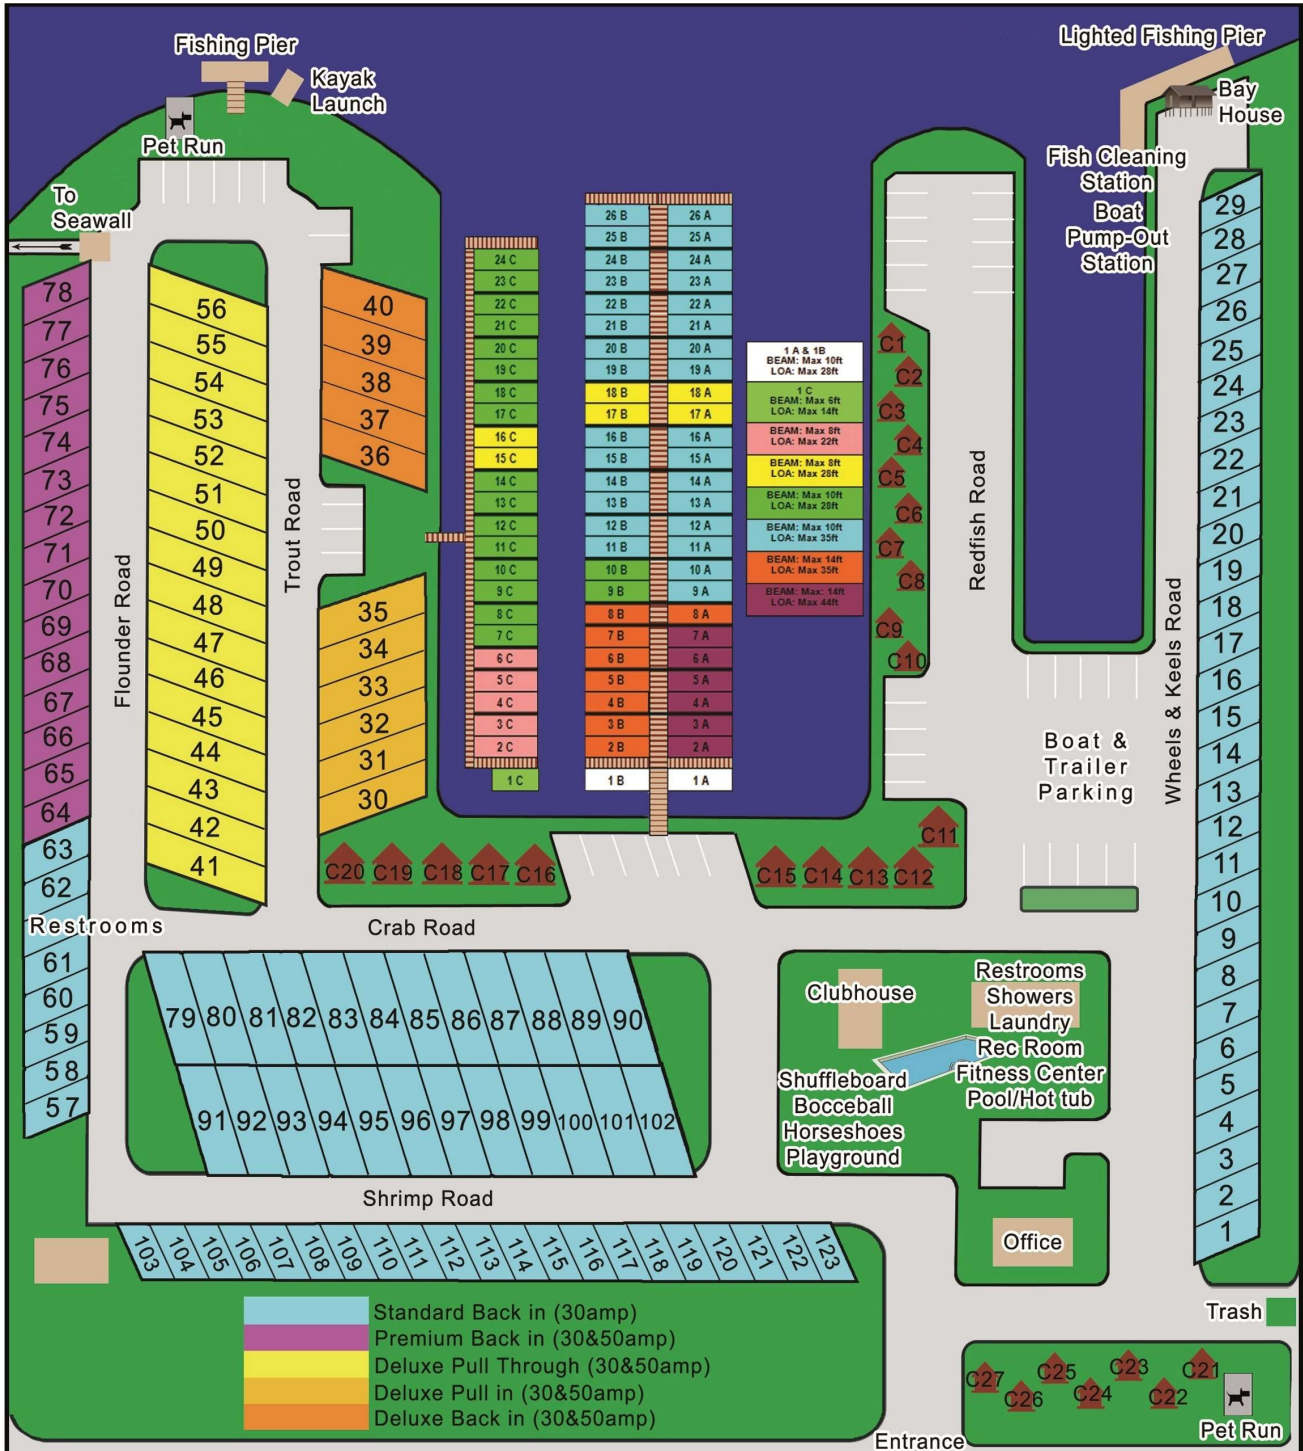 Fishing Pier
Kayak
Launch
Pet Run
To
Seawall
Lighted Fishing Pier
Bay
House
Fish Cleaning
Station
Boat
Pump-Out
Station
78
77
76
75
74
73
72
71
70
69
68
67
66
65
64
63
62
Restrooms
61
60
59
58
57
Flounder Road
56
55
54
53
52
51
50
49
48
47
46
45
44
43
42
41
Trout Road
40
39
38
37
36
35
34
33
32
31
30
24 C
23 C
22 C
21 C
20 C
19 C
18 C
17 C
16 C
15 C
14 C
13 C
12 C
11 C
10 C
9 C
8 C
7 C
6 C
5 C
4 C
3 C
2 C
1 C
26 B 26 A
25 B 25 A
24 B 24 A
23 B 23 A
22 B 22 A
21 B 21 A
20 B 20 A
19 B 19 A
18 B 18 A
17 B 17 A
16 B 16 A
15 B 15 A
14 B 14 A
13 B 13 A
12 B 12 A
11 B 11 A
10 B 10 A
9 B 9 A
8 B 8 A
7 B 7 A
6 B 6 A
5 B 5 A
4 B 4 A
3 B 3 A
2 B 2 A
1 B 1 A
1 A & 1B
BEAM: Max 10ft
LOA: Max 28ft
1 C
BEAM: Max 6ft
LOA: Max 14ft
BEAM: Max 8ft
LOA: Max 22ft
BEAM: Max 8ft
LOA: Max 28ft
BEAM: Max 10ft
LOA: Max 28ft
BEAM: Max 10ft
LOA: Max 35ft
BEAM: Max 14ft
LOA: Max 35ft
BEAM: Max: 14ft
LOA: Max 44ft
C1
C2
C3
C4
C5
C6
C7
C8
C9
C10
C11
Redfish Road
Boat &
Trailer
Parking
Wheels & Keels Road
29
28
27
26
25
24
23
22
21
20
19
18
17
16
15
14
13
12
11
10
9
8
7
6
5
4
3
2
1
C20 C19 C18 C17 C16
C15 C14 C13 C12
Crab Road
79 80 81 82 83 84 85 86 87 88 89 90
91 92 93 94 95 96 97 98 99 100 101 102
Shrimp Road
103 104 105 106 107 108 109 110 111 112 113 114 115 116 117 118 119 120 121 122 123
Clubhouse
Restrooms
Showers
Laundry
Rec Room
Fitness Center
Pool/Hot tub
Shuffleboard
Bocceball
Horseshoes
Playground
Office
Trash
Standard Back in (30amp)
Premium Back in (30&50amp)
Deluxe Pull Through (30&50amp)
Deluxe Pull in (30&50amp)
Deluxe Back in (30&50amp)
C27 C26 C25 C24 C23 C22 C21
Pet Run
Entrance